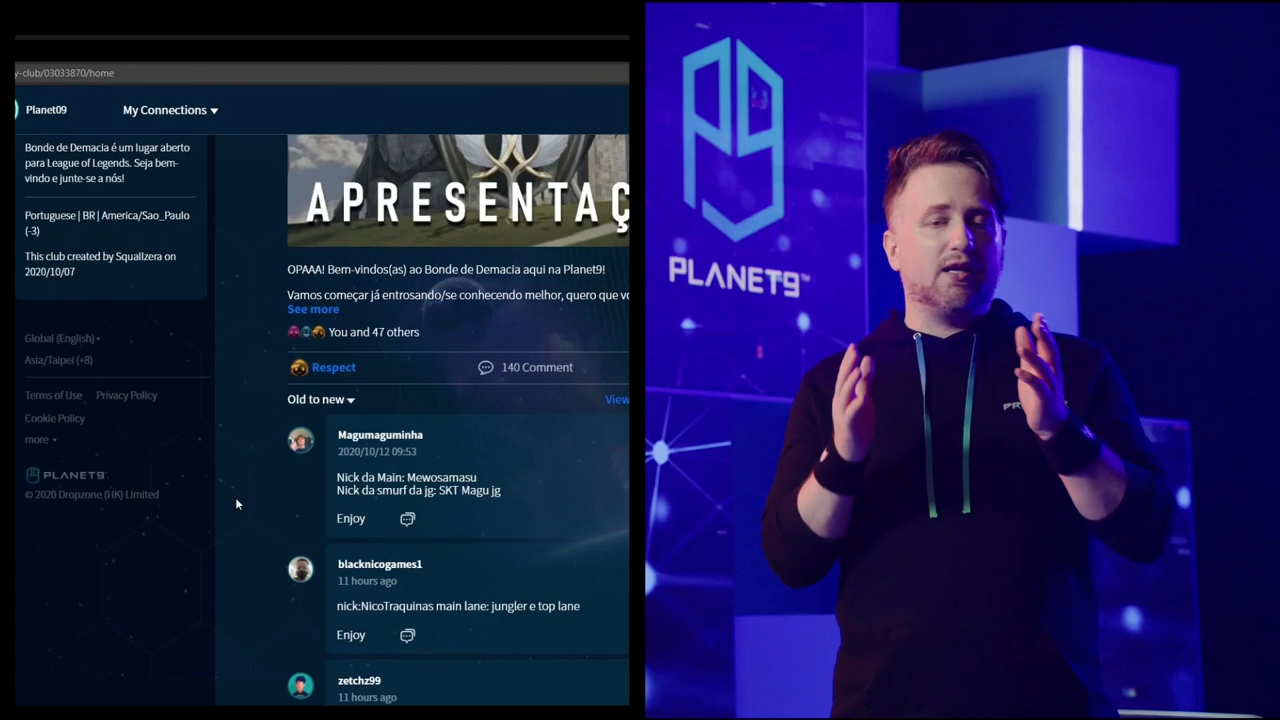 y-club/03033870/home
Planet09
My Connections
Bonde de Demacia é um lugar aberto
para League of Legends. Seja bem-
vindo e junte-se a nós!
Portuguese | BR | America/Sao_Paulo
(-3)
This club created by Squallzera on
2020/10/07
Global (English)
Asia/Taipei (+8)
Terms of Use Privacy Policy
Cookie Policy
more
PLANET9™
© 2020 Dropzone (HK) Limited
APRESENTAÇ
OPAAA! Bem-vindos(as) ao Bonde de Demacia aqui na Planet9!
Vamos começar já entrosando/se conhecendo melhor, quero que vo
See more
You and 47 others
Respect
140 Comment
Old to new
View
Magumaguminha
2020/10/12 09:53
Nick da Main: Mewosamasu
Nick da smurf da jg: SKT Magu jg
Enjoy
blacknicogames1
11 hours ago
nick:NicoTraquinas main lane: jungler e top lane
Enjoy
zetchz99
11 hours ago
P9
PLANET9™